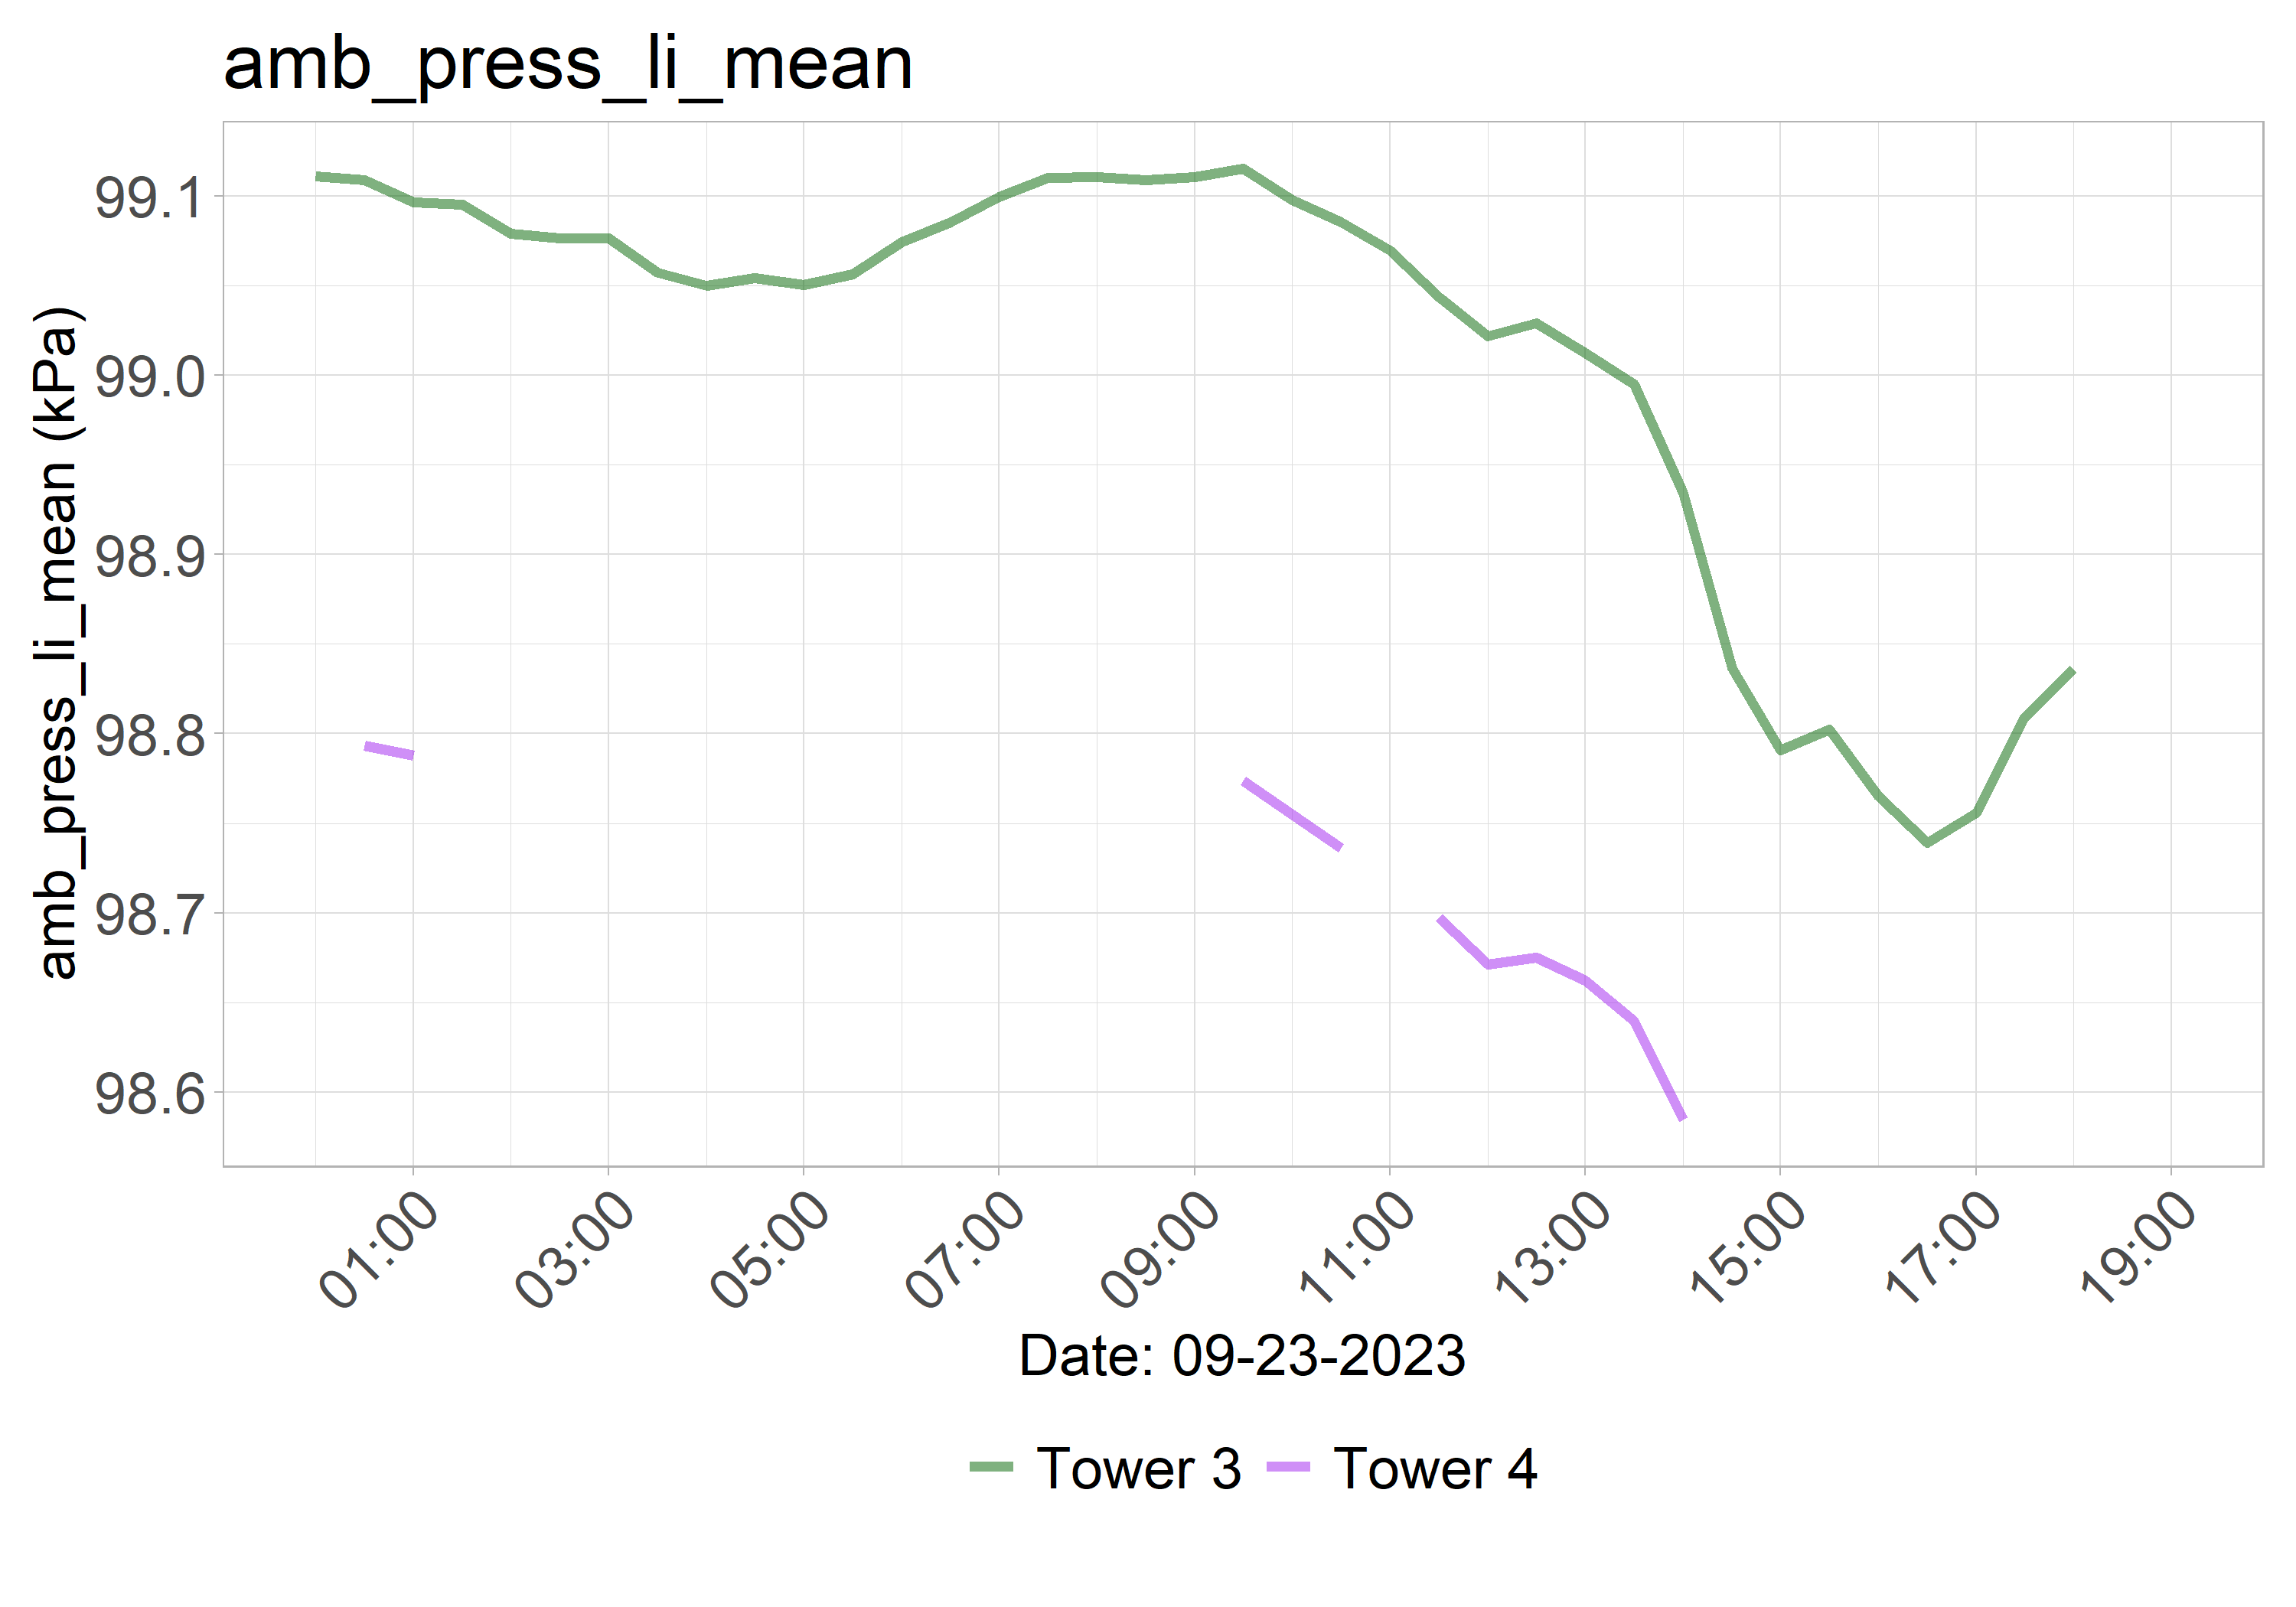 amb_press_li_mean
amb_press_li_mean (kPa)
99.1
99.0
98.9
98.8
98.7
98.6
01:00 03:00 05:00 07:00 09:00 11:00 13:00 15:00 17:00 19:00
Date: 09-23-2023
Tower 3 Tower 4